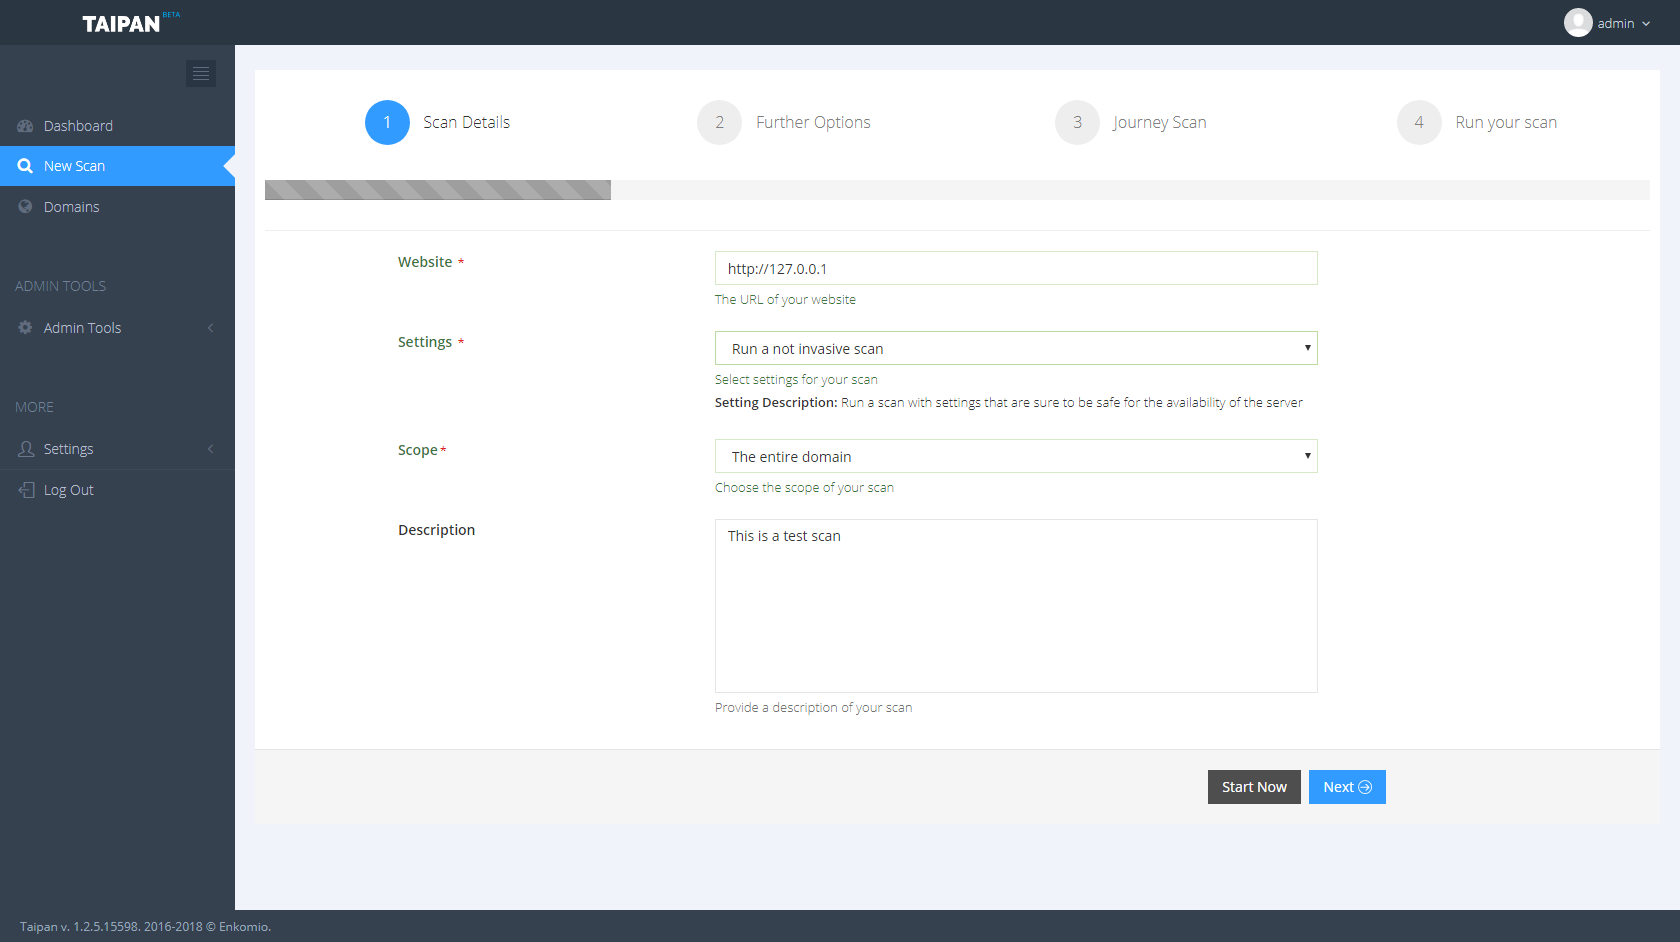 TAIPAN BETA
admin
Dashboard
New Scan
Domains
ADMIN TOOLS
Admin Tools
MORE
Settings
Log Out
1 Scan Details
2 Further Options
3 Journey Scan
4 Run your scan
Website *
http://127.0.0.1
The URL of your website
Settings *
Run a not invasive scan
Select settings for your scan
Setting Description: Run a scan with settings that are sure to be safe for the availability of the server
Scope*
The entire domain
Choose the scope of your scan
Description
This is a test scan
Provide a description of your scan
Start Now
Next
Taipan v. 1.2.5.15598. 2016-2018 © Enkomio.